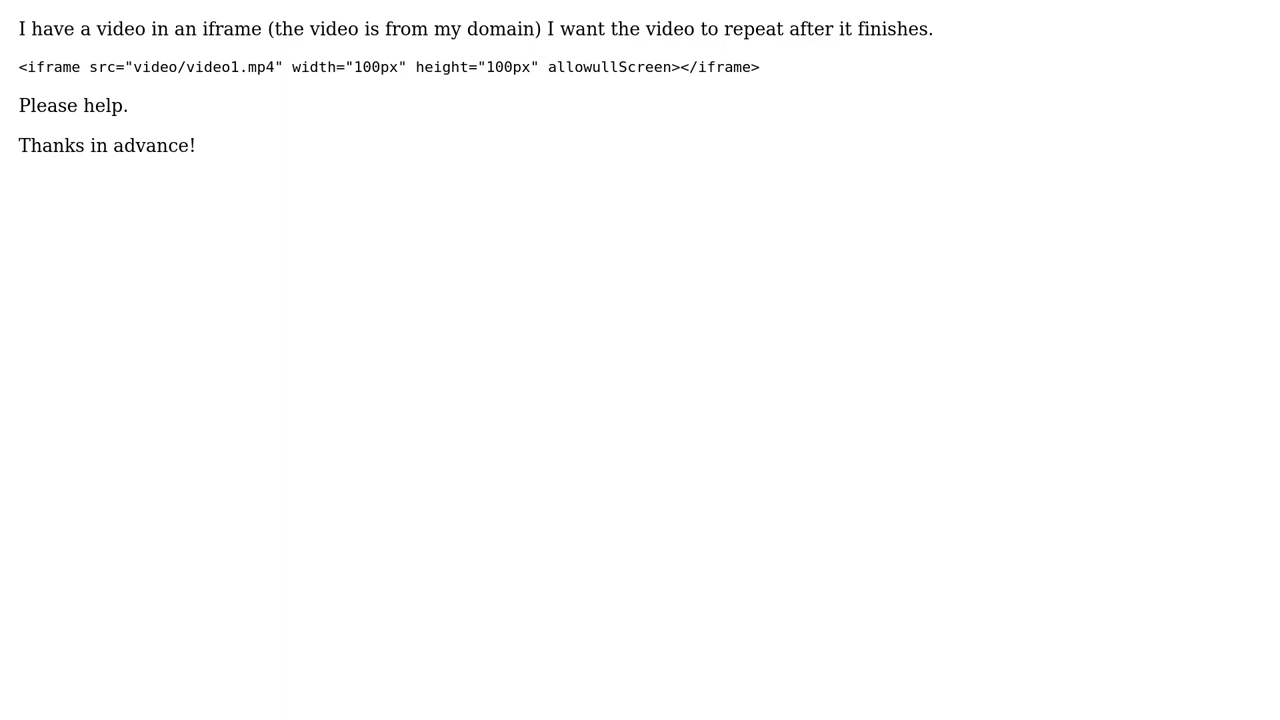 I have a video in an iframe (the video is from my domain) I want the video to repeat after it finishes.
<iframe src="video/video1.mp4" width="100px" height="100px" allowullScreen></iframe>
Please help.
Thanks in advance!